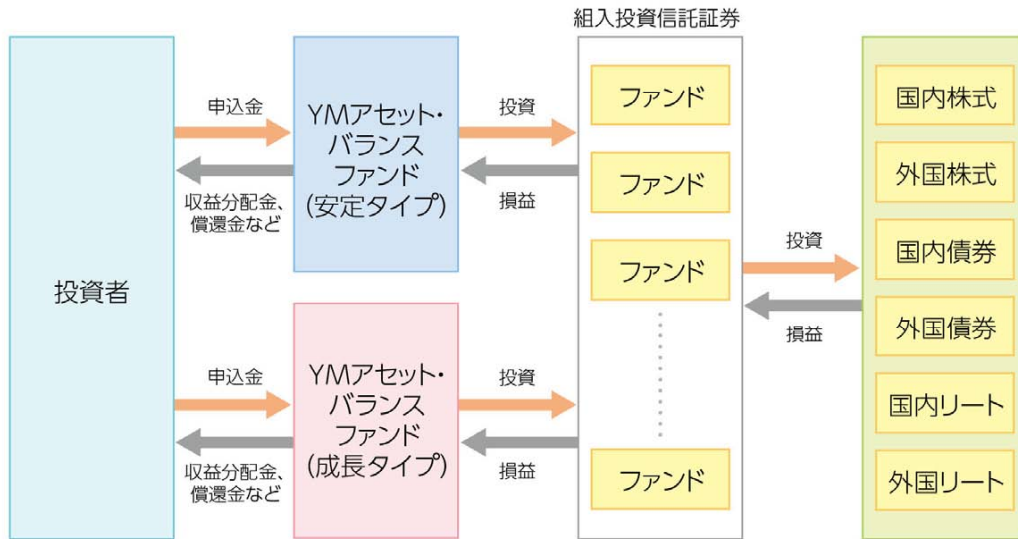 組入投資信託証券
投資者
申込金
収益分配金、
償還金など
YMアセット・
バランス
ファンド
(安定タイプ)
投資
損益
申込金
収益分配金、
償還金など
YMアセット・
バランス
ファンド
(成長タイプ)
投資
損益
ファンド
ファンド
ファンド
ファンド
投資
損益
国内株式
外国株式
国内債券
外国債券
国内リート
外国リート